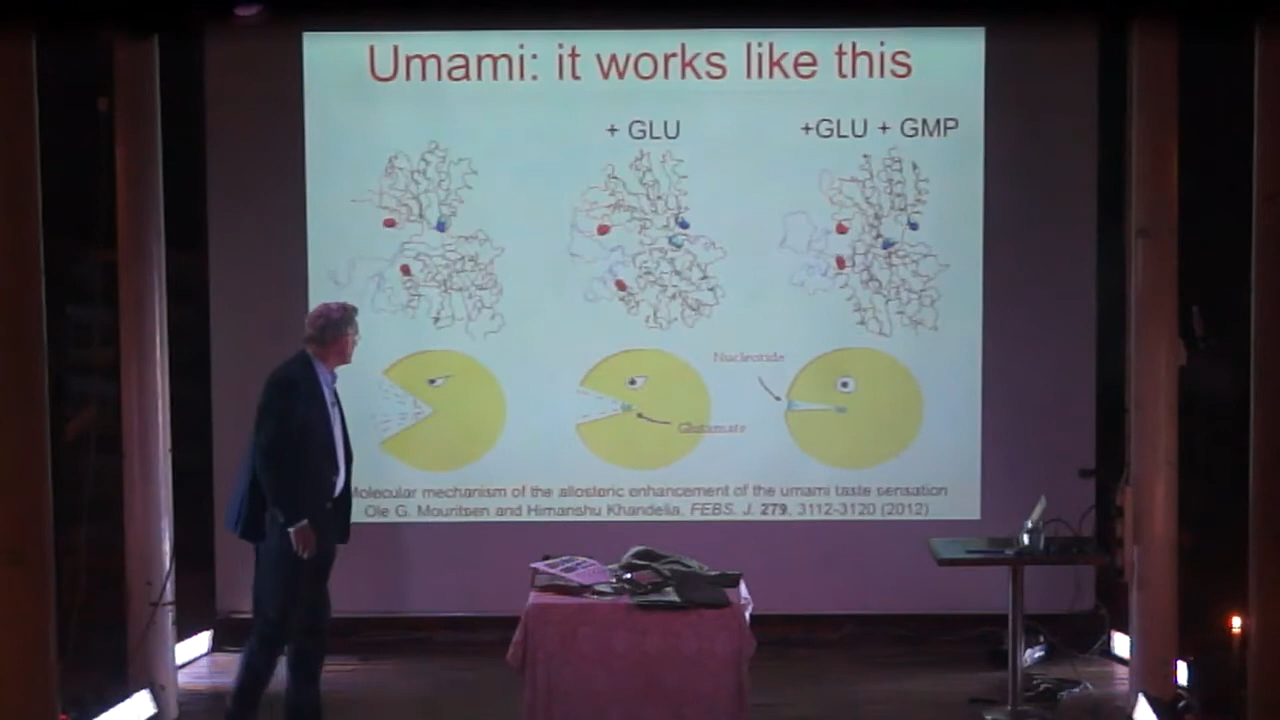 Umami: it works like this
+ GLU
+GLU + GMP
Nucleotide
Glutamate
Molecular mechanism of the allosteric enhancement of the umami taste sensation
Ole G. Mouritsen and Himanshu Khandelia. FEBS. J. 279, 3112-3120 (2012)